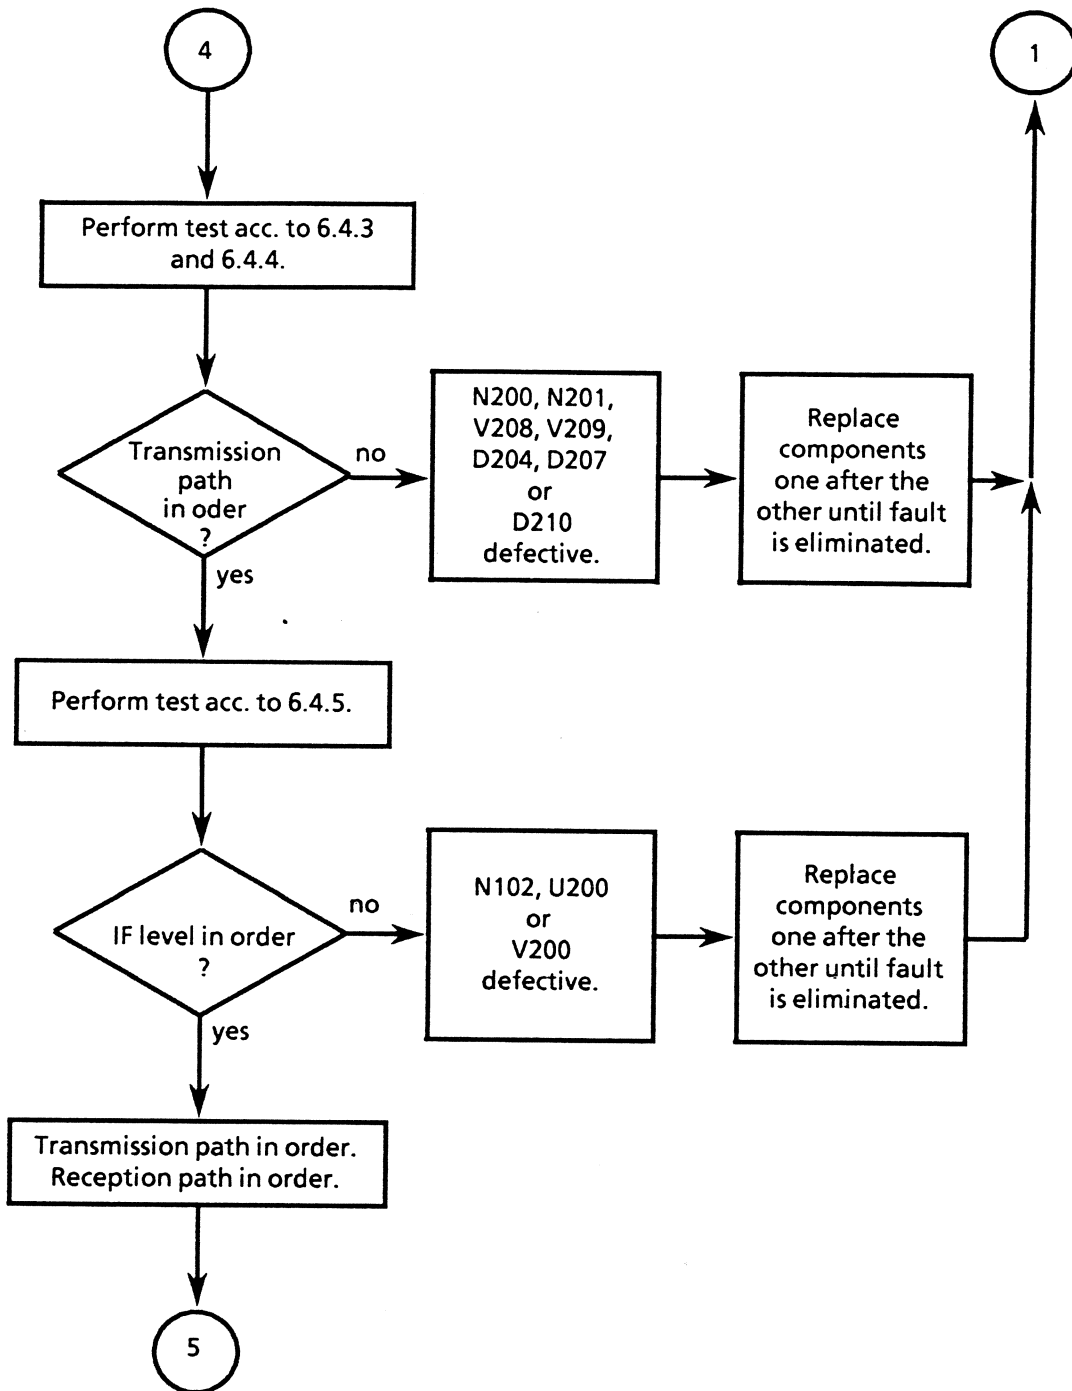 4
1
Perform test acc. to 6.4.3
and 6.4.4.
Transmission
path
in oder
?
no
N200, N201,
V208, V209,
D204, D207
or
D210
defective.
Replace
components
one after the
other until fault
is eliminated.
yes
Perform test acc. to 6.4.5.
IF level in order
?
no
N102, U200
or
V200
defective.
Replace
components
one after the
other until fault
is eliminated.
yes
Transmission path in order.
Reception path in order.
5